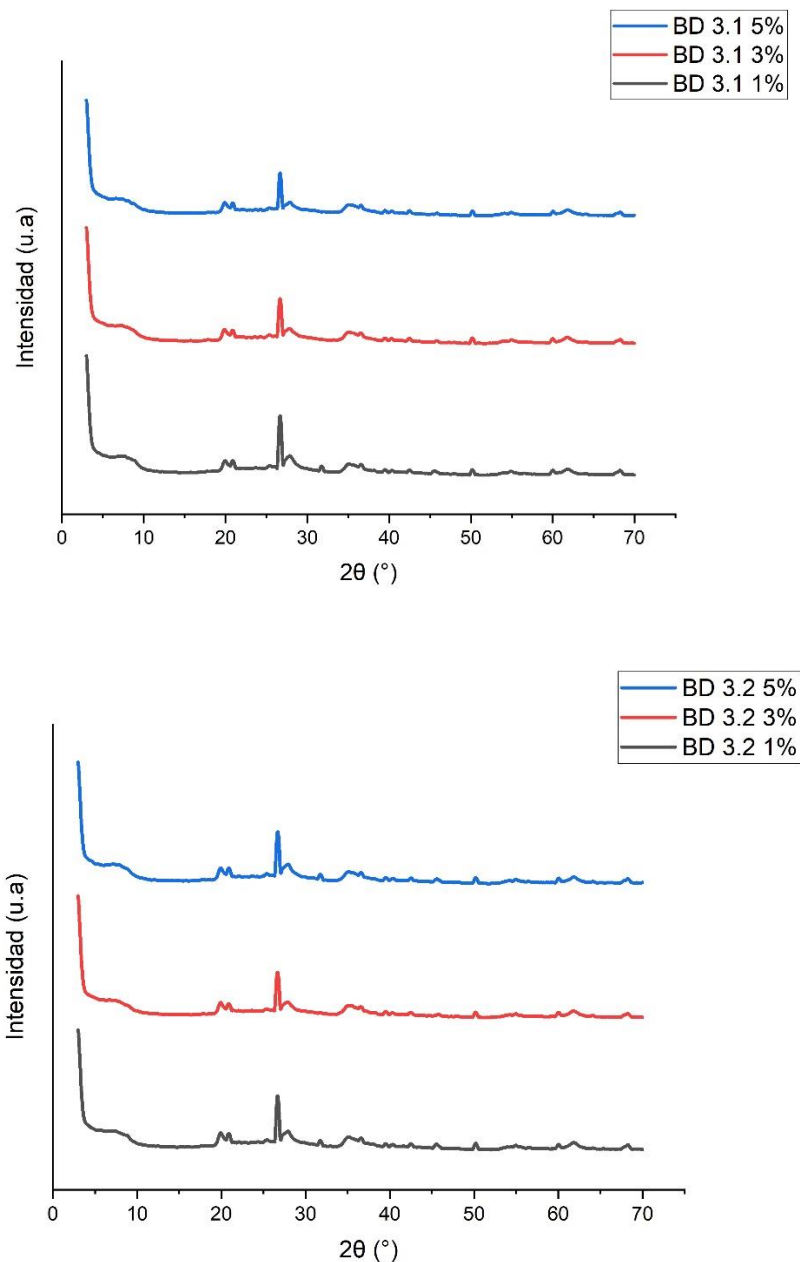 BD 3.1 5%
BD 3.1 3%
BD 3.1 1%
Intensidad (u.a)
0 10 20 30 40 50 60 70
2θ (°)
BD 3.2 5%
BD 3.2 3%
BD 3.2 1%
Intensidad (u.a)
0 10 20 30 40 50 60 70
2θ (°)